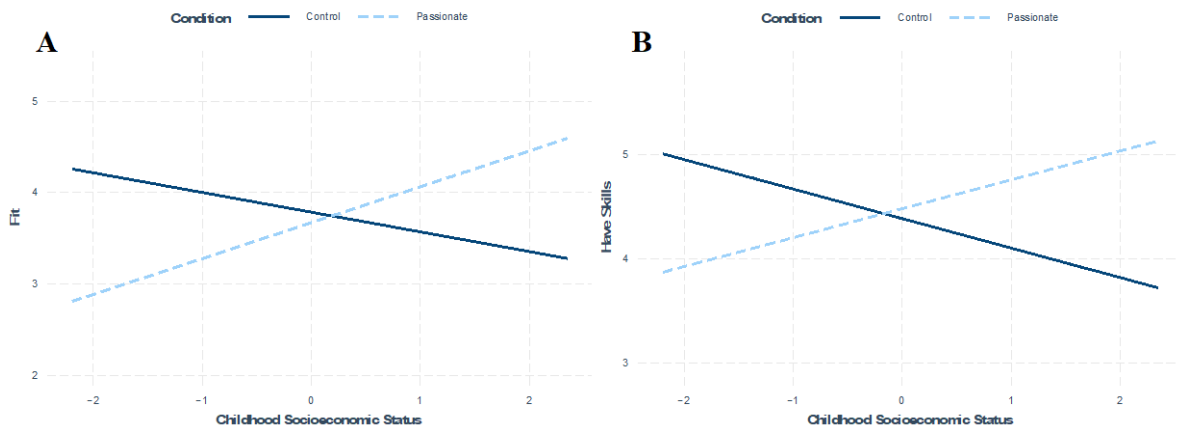 Condition Control Passionate
A
5
4
3
2
Fit
−2 −1 0 1 2
Childhood Socioeconomic Status
Condition Control Passionate
B
5
4
3
Have Skills
−2 −1 0 1 2
Childhood Socioeconomic Status